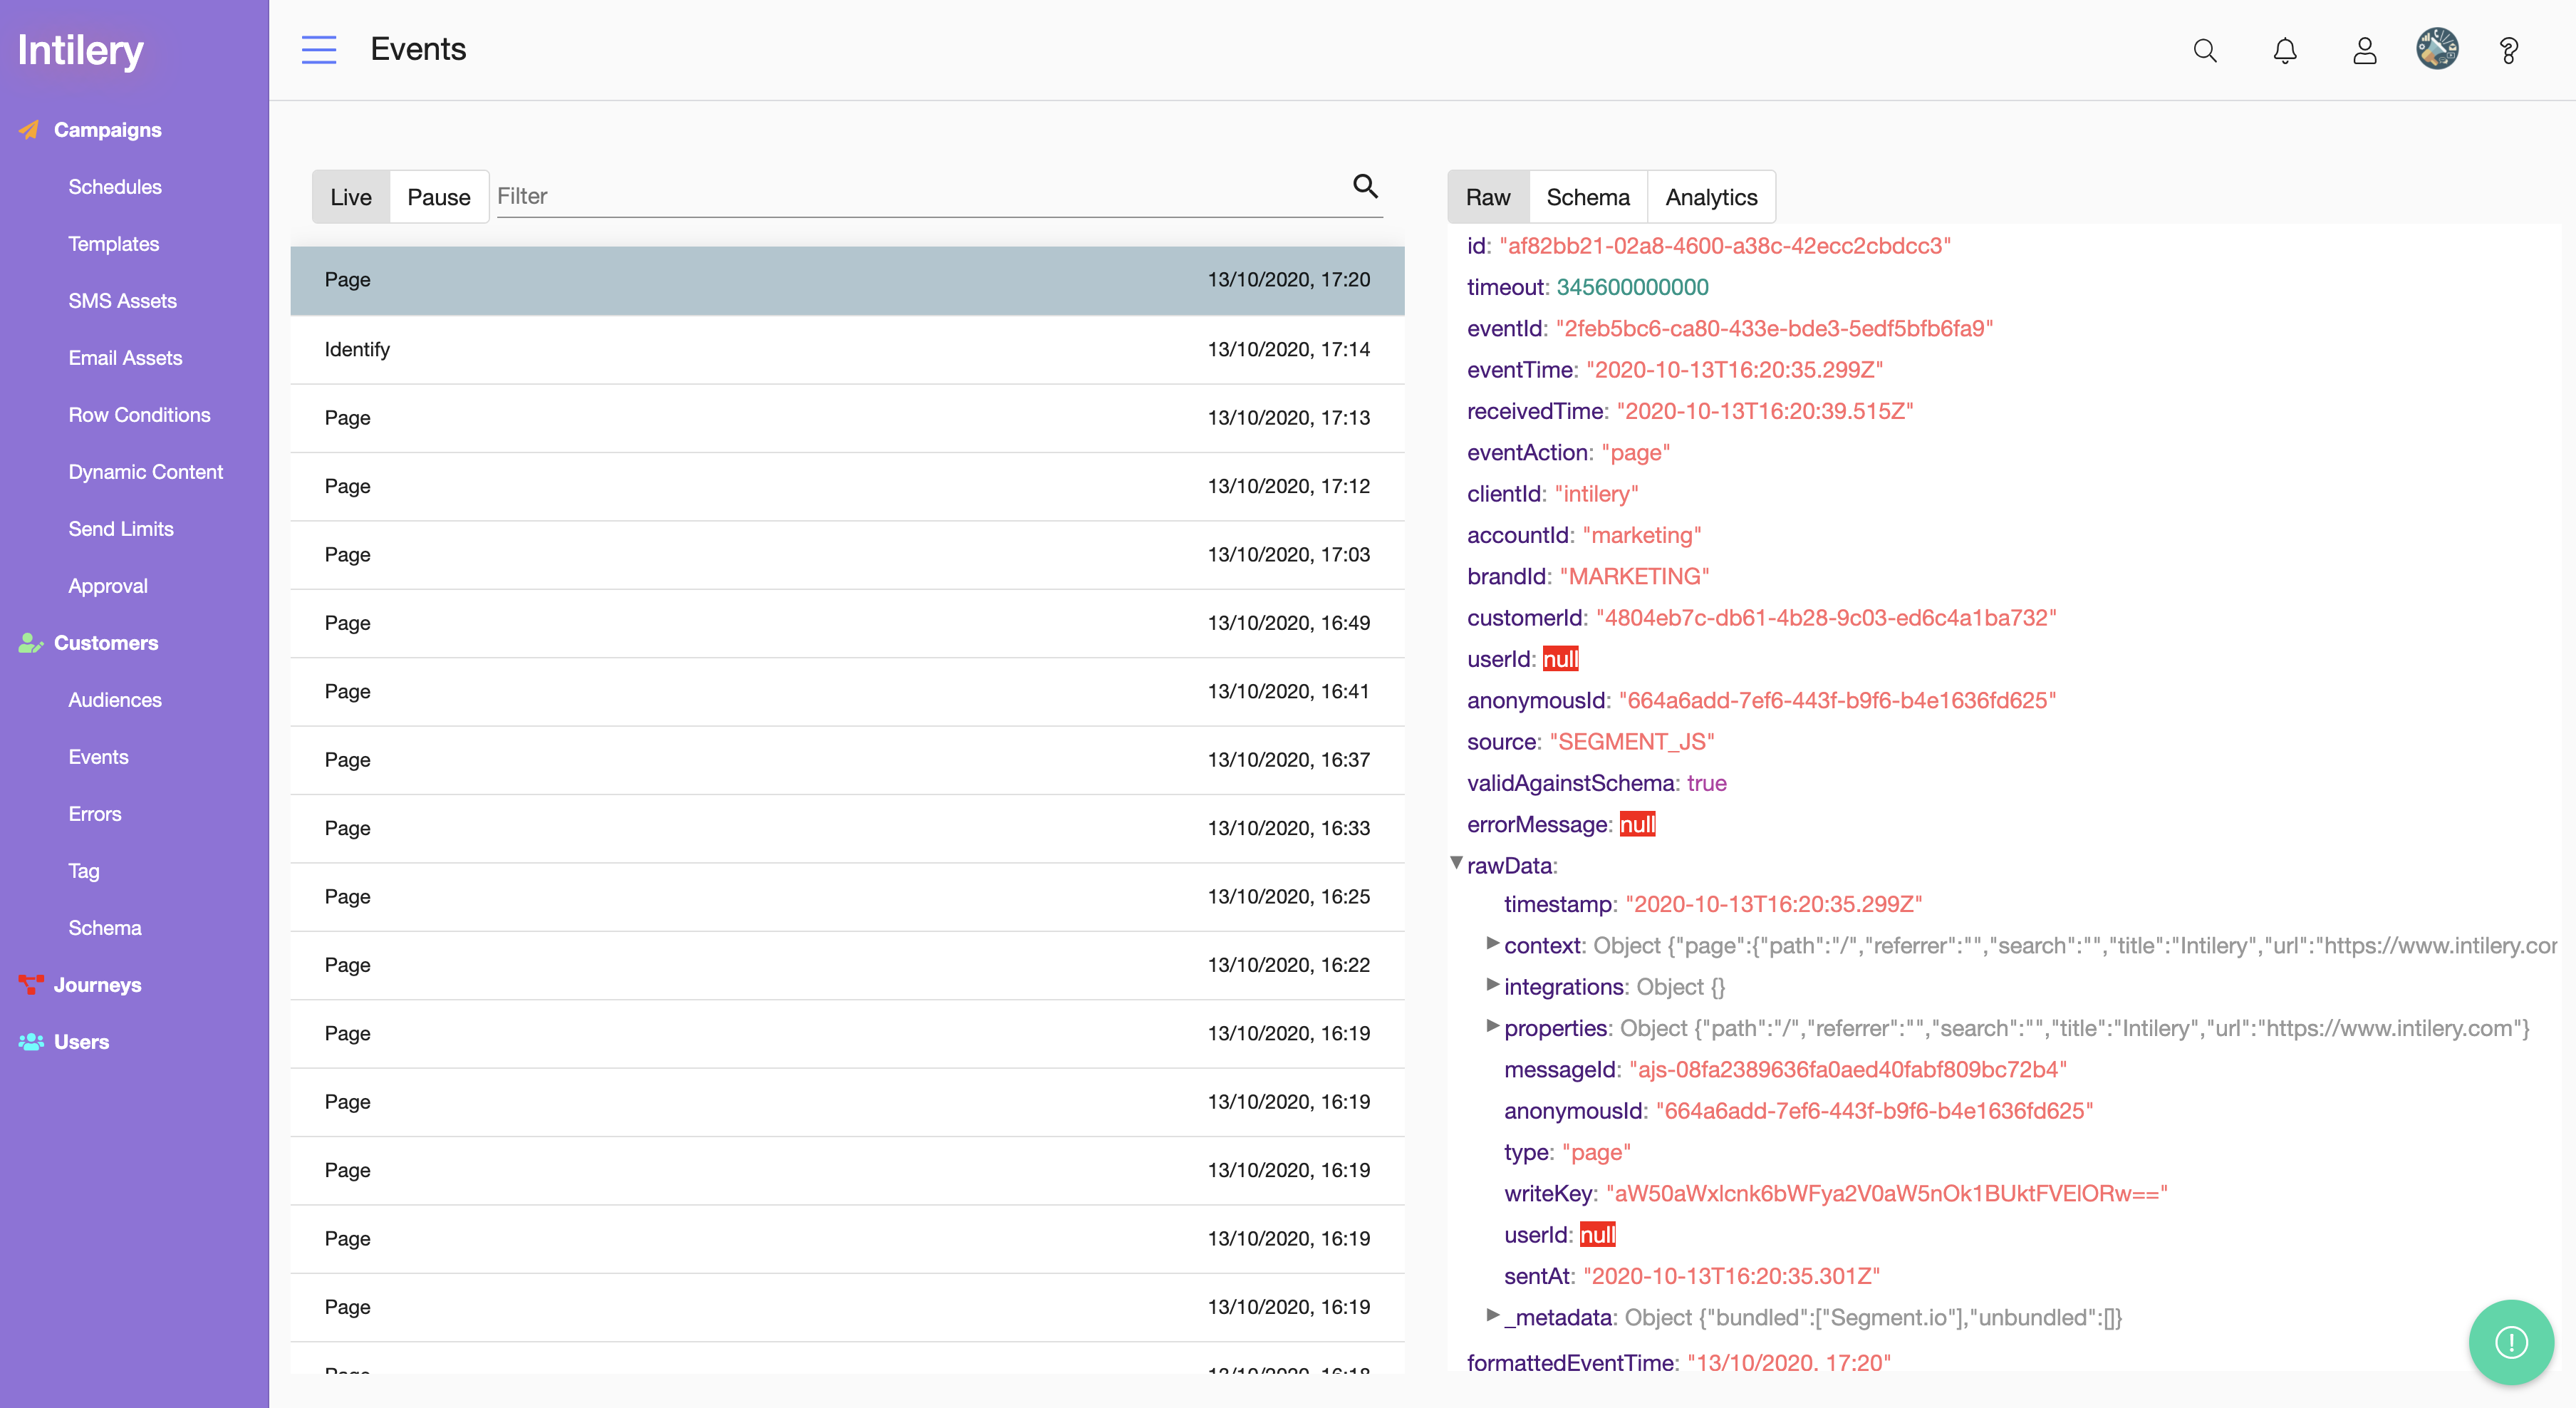 Intilery
Campaigns
Schedules
Templates
SMS Assets
Email Assets
Row Conditions
Dynamic Content
Send Limits
Approval
Customers
Audiences
Events
Errors
Tag
Schema
Journeys
Users
Events
Live Pause Filter
Page 13/10/2020, 17:20
Identify 13/10/2020, 17:14
Page 13/10/2020, 17:13
Page 13/10/2020, 17:12
Page 13/10/2020, 17:03
Page 13/10/2020, 16:49
Page 13/10/2020, 16:41
Page 13/10/2020, 16:37
Page 13/10/2020, 16:33
Page 13/10/2020, 16:25
Page 13/10/2020, 16:22
Page 13/10/2020, 16:19
Page 13/10/2020, 16:19
Page 13/10/2020, 16:19
Page 13/10/2020, 16:19
Page 13/10/2020, 16:19
Page 13/10/2020, 16:18
Raw Schema Analytics
id: "af82bb21-02a8-4600-a38c-42ecc2cbdcc3"
timeout: 345600000000
eventId: "2feb5bc6-ca80-433e-bde3-5edf5bfb6fa9"
eventTime: "2020-10-13T16:20:35.299Z"
receivedTime: "2020-10-13T16:20:39.515Z"
eventAction: "page"
clientId: "intilery"
accountId: "marketing"
brandId: "MARKETING"
customerId: "4804eb7c-db61-4b28-9c03-ed6c4a1ba732"
userId: null
anonymousId: "664a6add-7ef6-443f-b9f6-b4e1636fd625"
source: "SEGMENT_JS"
validAgainstSchema: true
errorMessage: null
rawData:
timestamp: "2020-10-13T16:20:35.299Z"
context: Object {"page":{"path":"/","referrer":"","search":"","title":"Intilery","url":"https://www.intilery.cor
integrations: Object {}
properties: Object {"path":"/","referrer":"","search":"","title":"Intilery","url":"https://www.intilery.com"}
messageId: "ajs-08fa2389636fa0aed40fabf809bc72b4"
anonymousId: "664a6add-7ef6-443f-b9f6-b4e1636fd625"
type: "page"
writeKey: "aW50aWxlcnk6bWFya2V0aW5nOk1BUktFVElORw=="
userId: null
sentAt: "2020-10-13T16:20:35.301Z"
_metadata: Object {"bundled":["Segment.io"],"unbundled":[]}
formattedEventTime: "13/10/2020, 17:20"